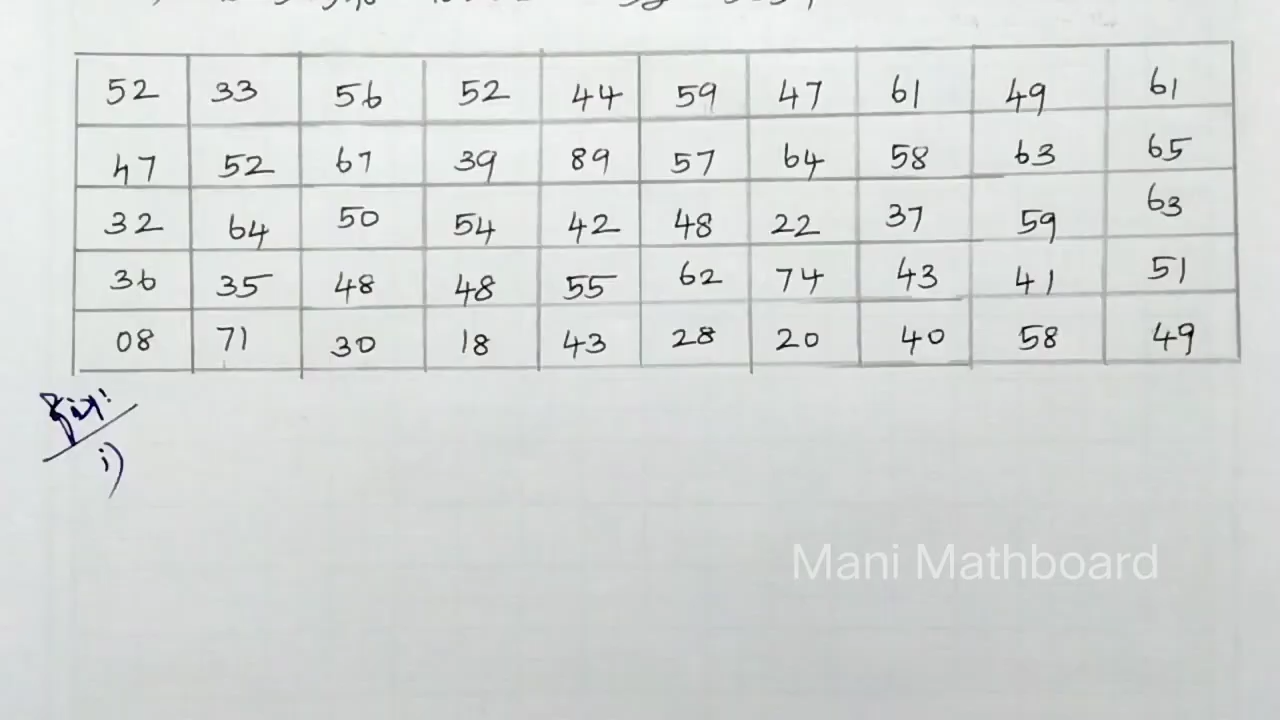 52 33 56 52 44 59 47 61 49 61
47 52 67 39 89 57 64 58 63 65
32 64 50 54 42 48 22 37 59 63
36 35 48 48 55 62 74 43 41 51
08 71 30 18 43 28 20 40 58 49
i)
Mani Mathboard